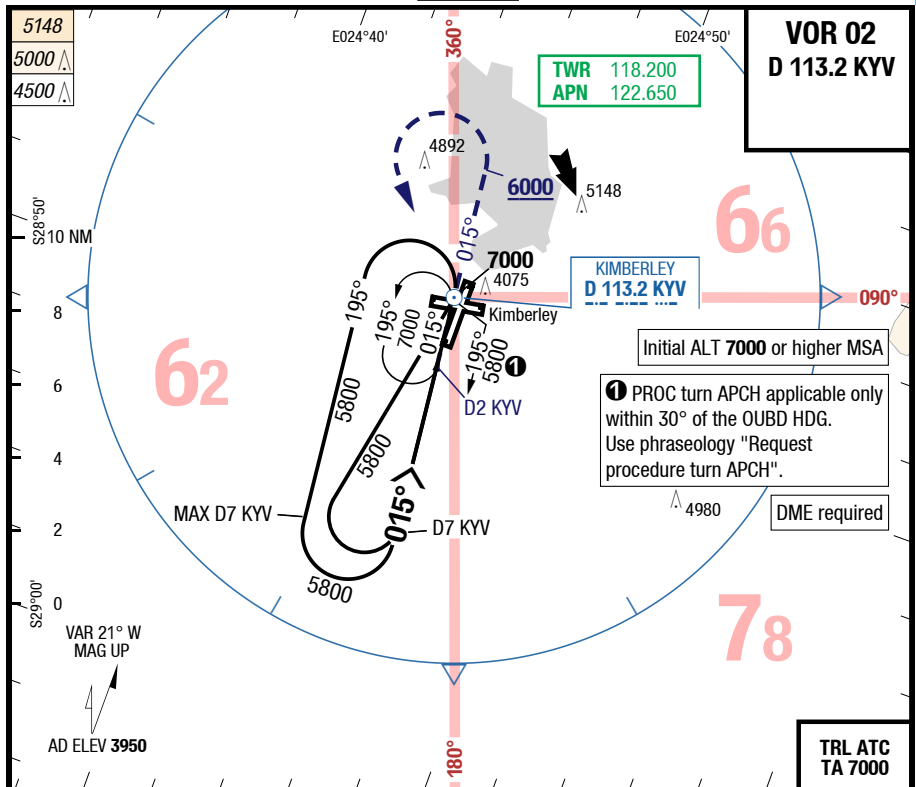 5148
5000
4500
E024°40'
360°
E024°50'
VOR 02
D 113.2 KYV
TWR 118.200
APN 122.650
4892
6000
5148
66
S28°50'
10 NM
015°
7000
4075
KIMBERLEY
D 113.2 KYV
090°
8
195°
195°
7000
015°
Kimberley
195°
5800
1
Initial ALT 7000 or higher MSA
62
6
5800
D2 KYV
1 PROC turn APCH applicable only
within 30° of the OUBD HDG.
Use phraseology "Request
procedure turn APCH".
4
5800
4980
MAX D7 KYV
015°
D7 KYV
DME required
2
5800
S29°00'
0
78
VAR 21° W
MAG UP
AD ELEV 3950
180°
TRL ATC
TA 7000